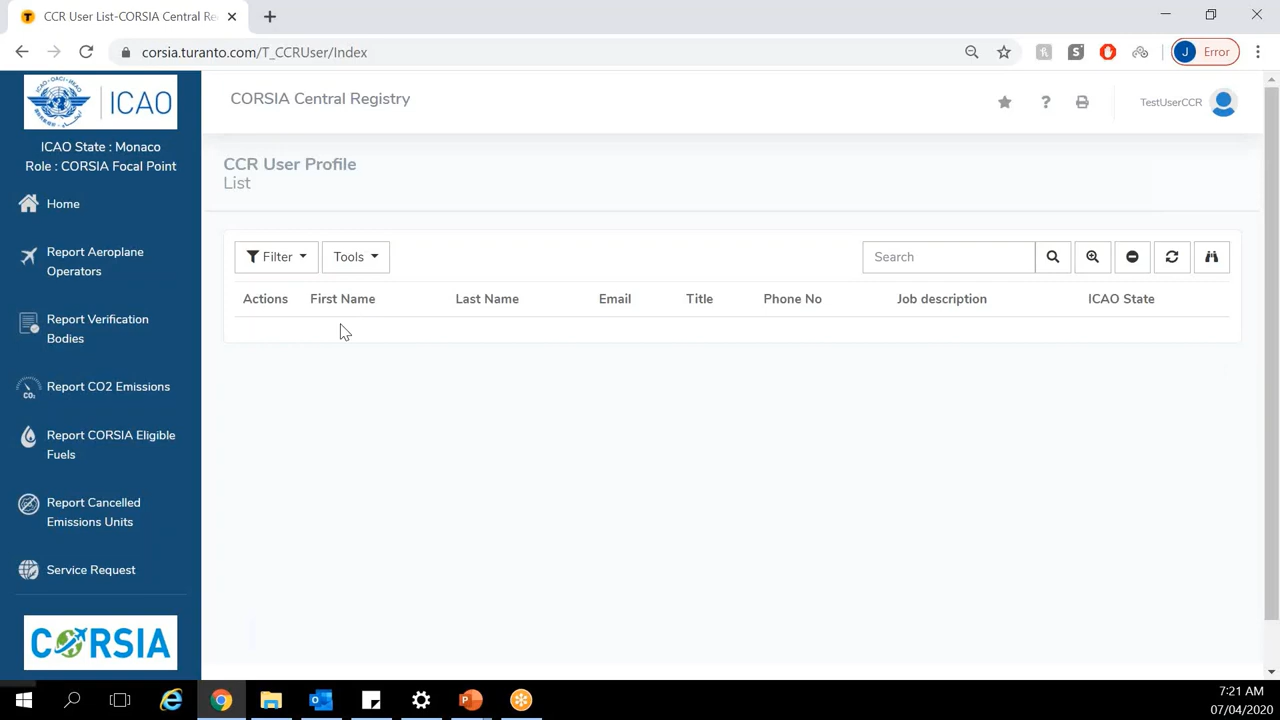 CCR User List-CORSIA Central Re
corsia.turanto.com/T_CCRUser/Index
J Error
ICAO
ICAO State : Monaco
Role : CORSIA Focal Point
Home
Report Aeroplane
Operators
Report Verification
Bodies
CO₂
Report CO2 Emissions
Report CORSIA Eligible
Fuels
Report Cancelled
Emissions Units
Service Request
CORSIA
CORSIA Central Registry
?
TestUserCCR
CCR User Profile
List
Filter Tools Search
Actions First Name Last Name Email Title Phone No Job description ICAO State
7:21 AM
07/04/2020